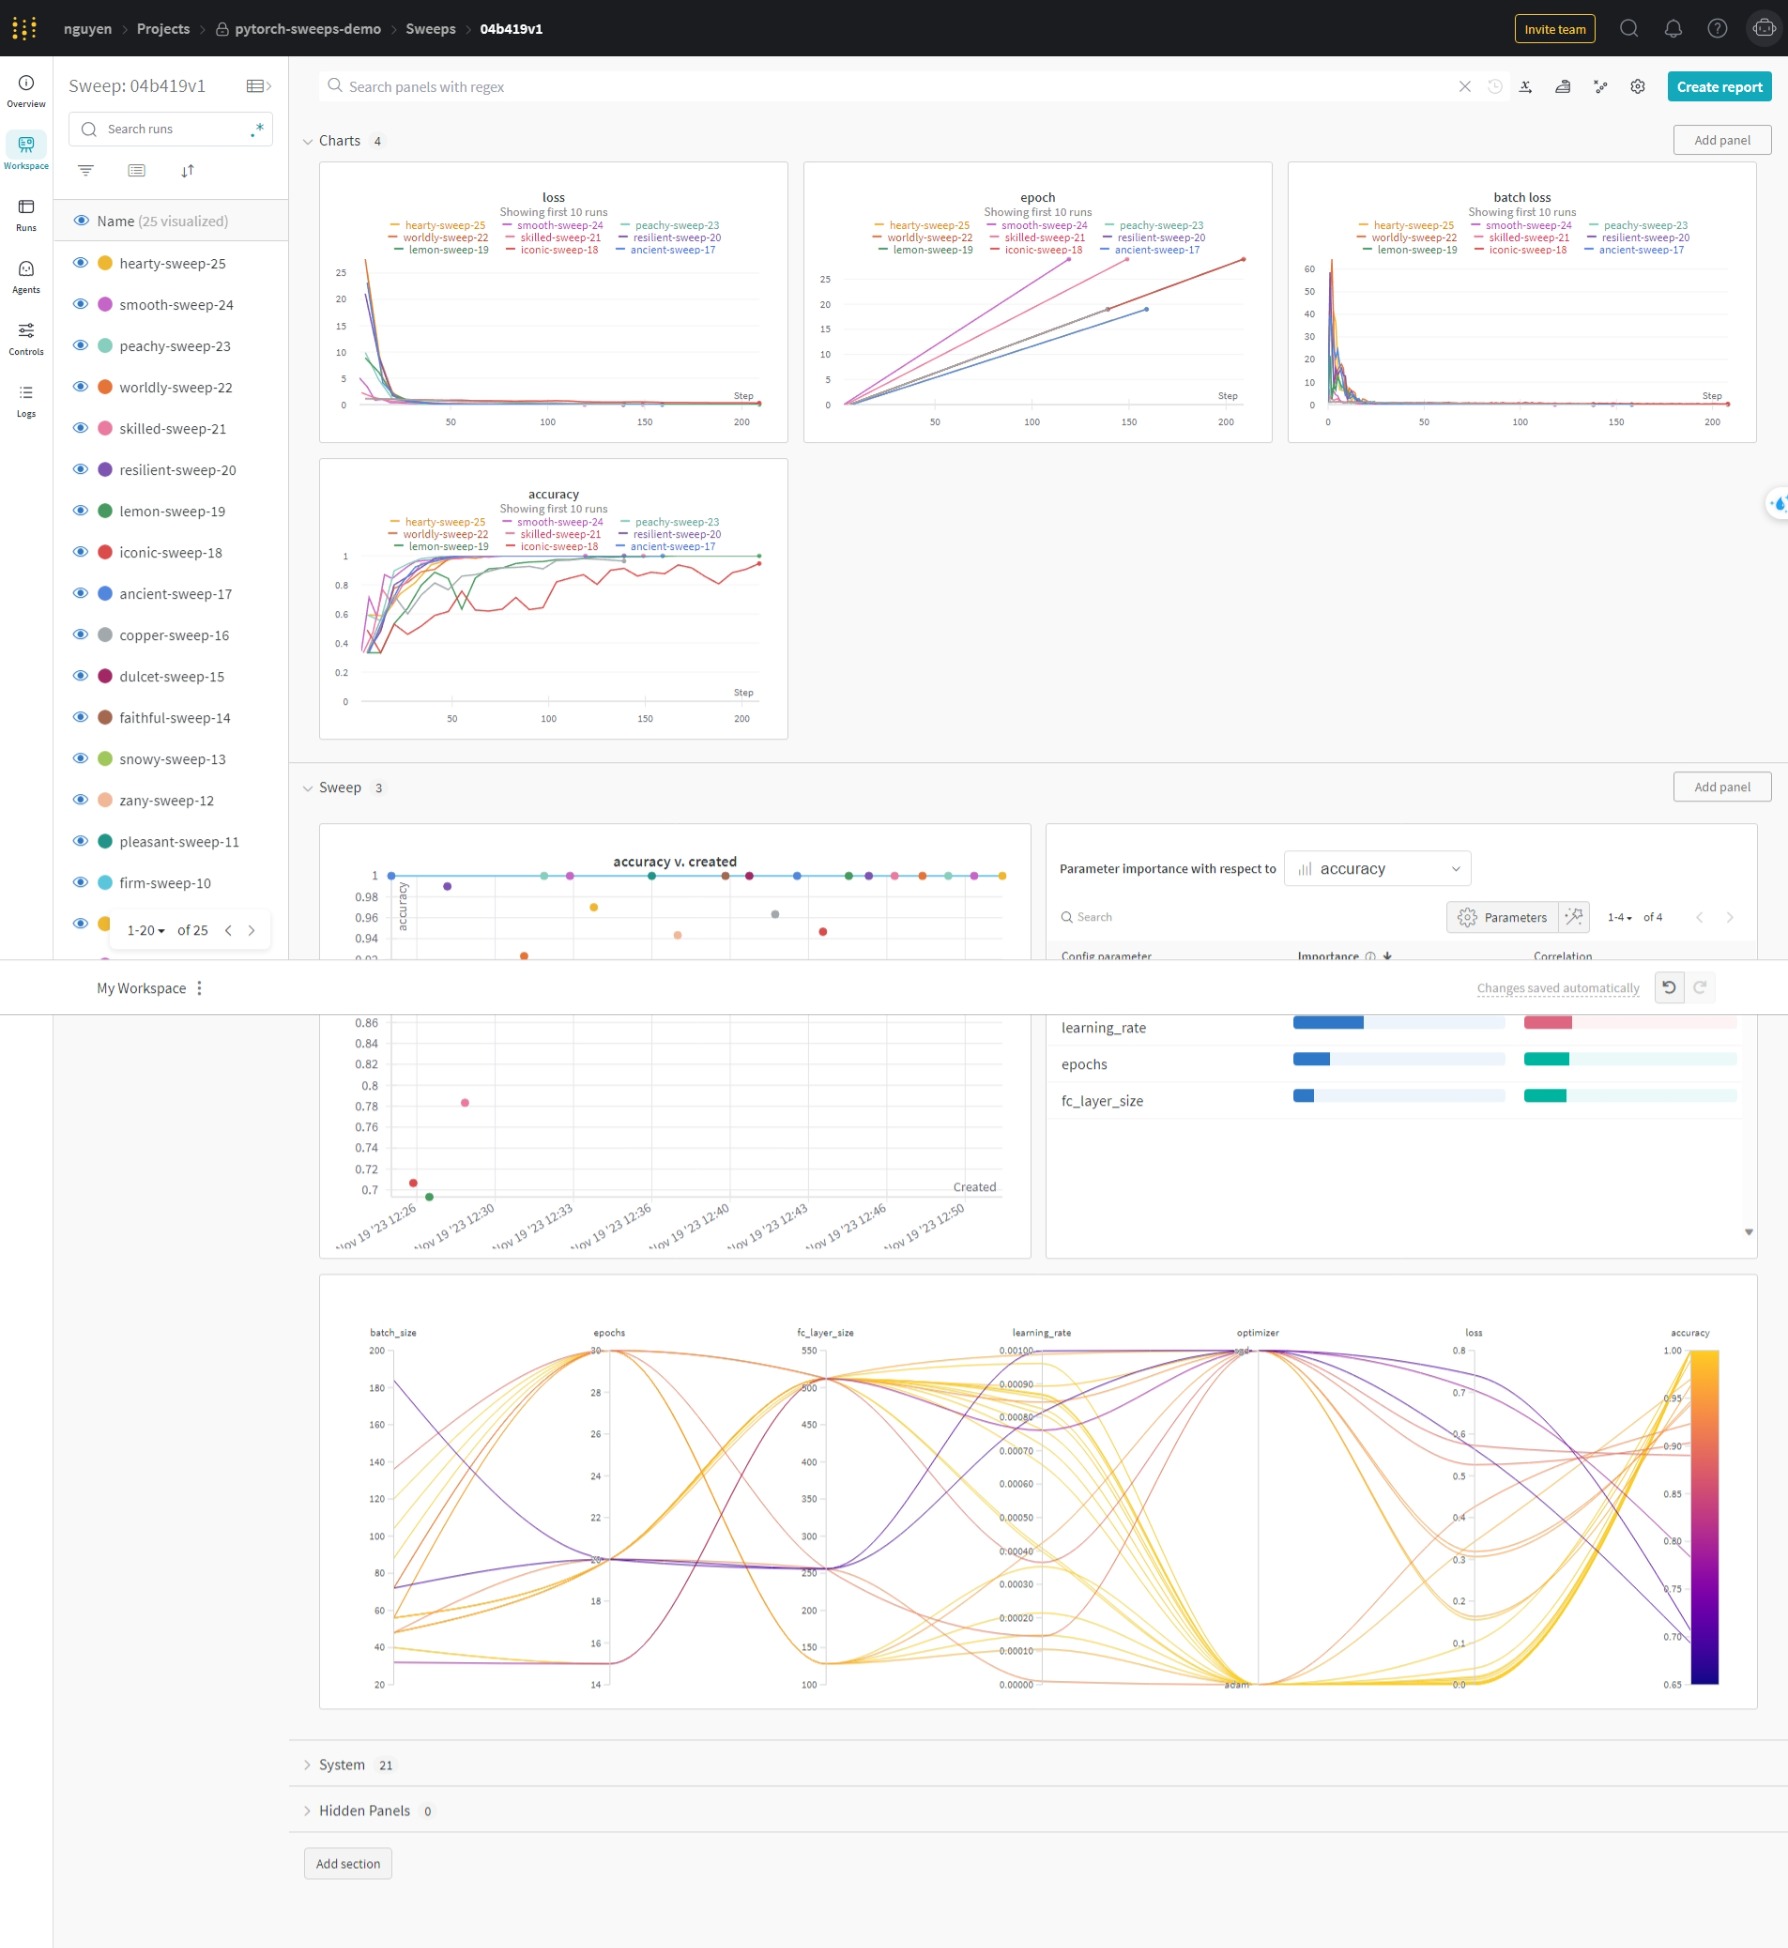 nguyen > Projects > pytorch-sweeps-demo > Sweeps > 04b419v1
Invite team
Overview
Workspace
Runs
Agents
Controls
Logs
Sweep: 04b419v1
Search runs
.*
Name (25 visualized)
hearty-sweep-25
smooth-sweep-24
peachy-sweep-23
worldly-sweep-22
skilled-sweep-21
resilient-sweep-20
lemon-sweep-19
iconic-sweep-18
ancient-sweep-17
copper-sweep-16
dulcet-sweep-15
faithful-sweep-14
snowy-sweep-13
zany-sweep-12
pleasant-sweep-11
firm-sweep-10
1-20 of 25
Search panels with regex
Create report
Charts 4
Add panel
loss
Showing first 10 runs
hearty-sweep-25 smooth-sweep-24 peachy-sweep-23
worldly-sweep-22 skilled-sweep-21 resilient-sweep-20
lemon-sweep-19 iconic-sweep-18 ancient-sweep-17
25
20
15
10
5
0
Step
50 100 150 200
epoch
Showing first 10 runs
hearty-sweep-25 smooth-sweep-24 peachy-sweep-23
worldly-sweep-22 skilled-sweep-21 resilient-sweep-20
lemon-sweep-19 iconic-sweep-18 ancient-sweep-17
25
20
15
10
5
0
Step
50 100 150 200
batch loss
Showing first 10 runs
hearty-sweep-25 smooth-sweep-24 peachy-sweep-23
worldly-sweep-22 skilled-sweep-21 resilient-sweep-20
lemon-sweep-19 iconic-sweep-18 ancient-sweep-17
60
50
40
30
20
10
0
Step
0 50 100 150 200
accuracy
Showing first 10 runs
hearty-sweep-25 smooth-sweep-24 peachy-sweep-23
worldly-sweep-22 skilled-sweep-21 resilient-sweep-20
lemon-sweep-19 iconic-sweep-18 ancient-sweep-17
1
0.8
0.6
0.4
0.2
0
Step
50 100 150 200
Sweep 3
Add panel
accuracy v. created
accuracy
1
0.98
0.96
0.94
0.92
My Workspace
Changes saved automatically
0.86
0.84
0.82
0.8
0.78
0.76
0.74
0.72
0.7
Created
Nov 19 '23 12:26
Nov 19 '23 12:30
Nov 19 '23 12:33
Nov 19 '23 12:36
Nov 19 '23 12:40
Nov 19 '23 12:43
Nov 19 '23 12:46
Nov 19 '23 12:50
Parameter importance with respect to accuracy
Search
Parameters
1-4 of 4
Config parameter Importance Correlation
learning_rate
epochs
fc_layer_size
batch_size epochs fc_layer_size learning_rate optimizer loss accuracy
200
180
160
140
120
100
80
60
40
20
30
28
26
24
22
20
18
16
14
550
500
450
400
350
300
250
200
150
100
0.00100
0.00090
0.00080
0.00070
0.00060
0.00050
0.00040
0.00030
0.00020
0.00010
0.00000
sgd
adam
0.8
0.7
0.6
0.5
0.4
0.3
0.2
0.1
0.0
1.00
0.95
0.90
0.85
0.80
0.75
0.70
0.65
System 21
Hidden Panels 0
Add section